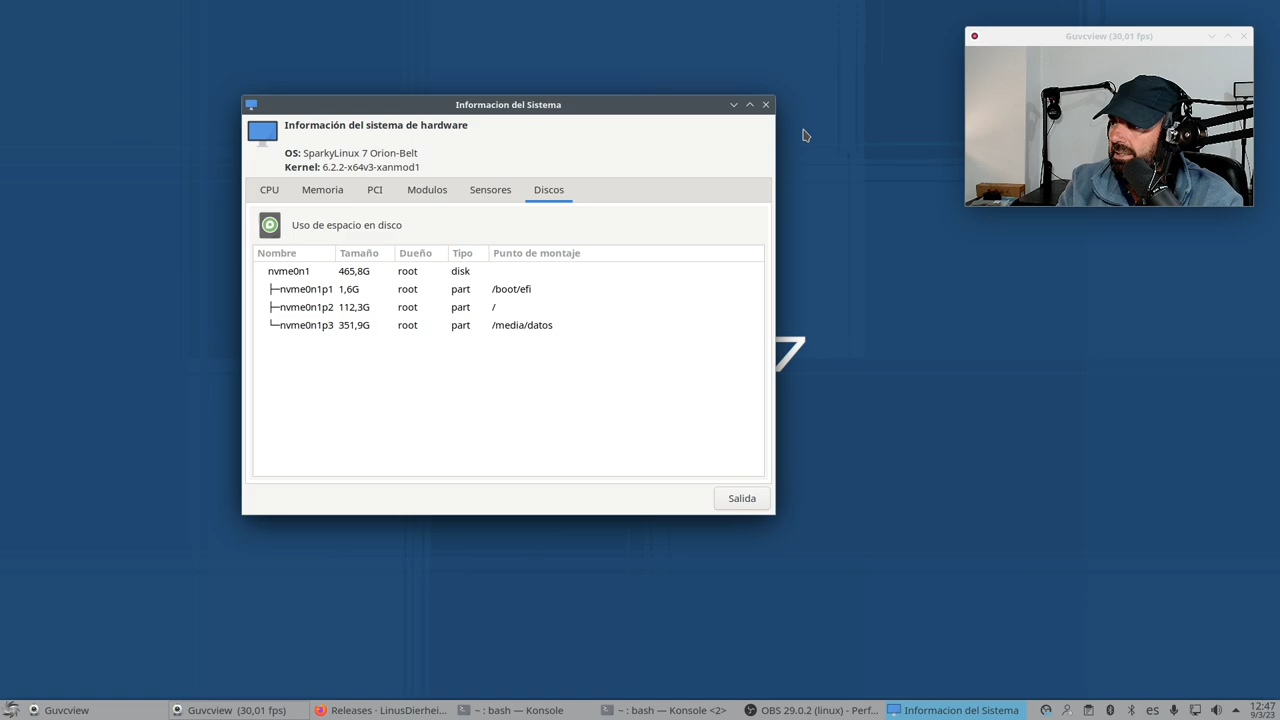 Guvcview (30,01 fps)
Informacion del Sistema
Información del sistema de hardware
OS: SparkyLinux 7 Orion-Belt
Kernel: 6.2.2-x64v3-xanmod1
CPU Memoria PCI Modulos Sensores Discos
Uso de espacio en disco
Nombre Tamaño Dueño Tipo Punto de montaje
nvme0n1 465,8G root disk
├─nvme0n1p1 1,6G root part /boot/efi
├─nvme0n1p2 112,3G root part /
└─nvme0n1p3 351,9G root part /media/datos
7
Salida
Guvcview Guvcview (30,01 fps) Releases · LinusDierhei... ~ : bash — Konsole ~ : bash — Konsole <2> OBS 29.0.2 (linux) - Perf... Informacion del Sistema es 12:47
9/3/23